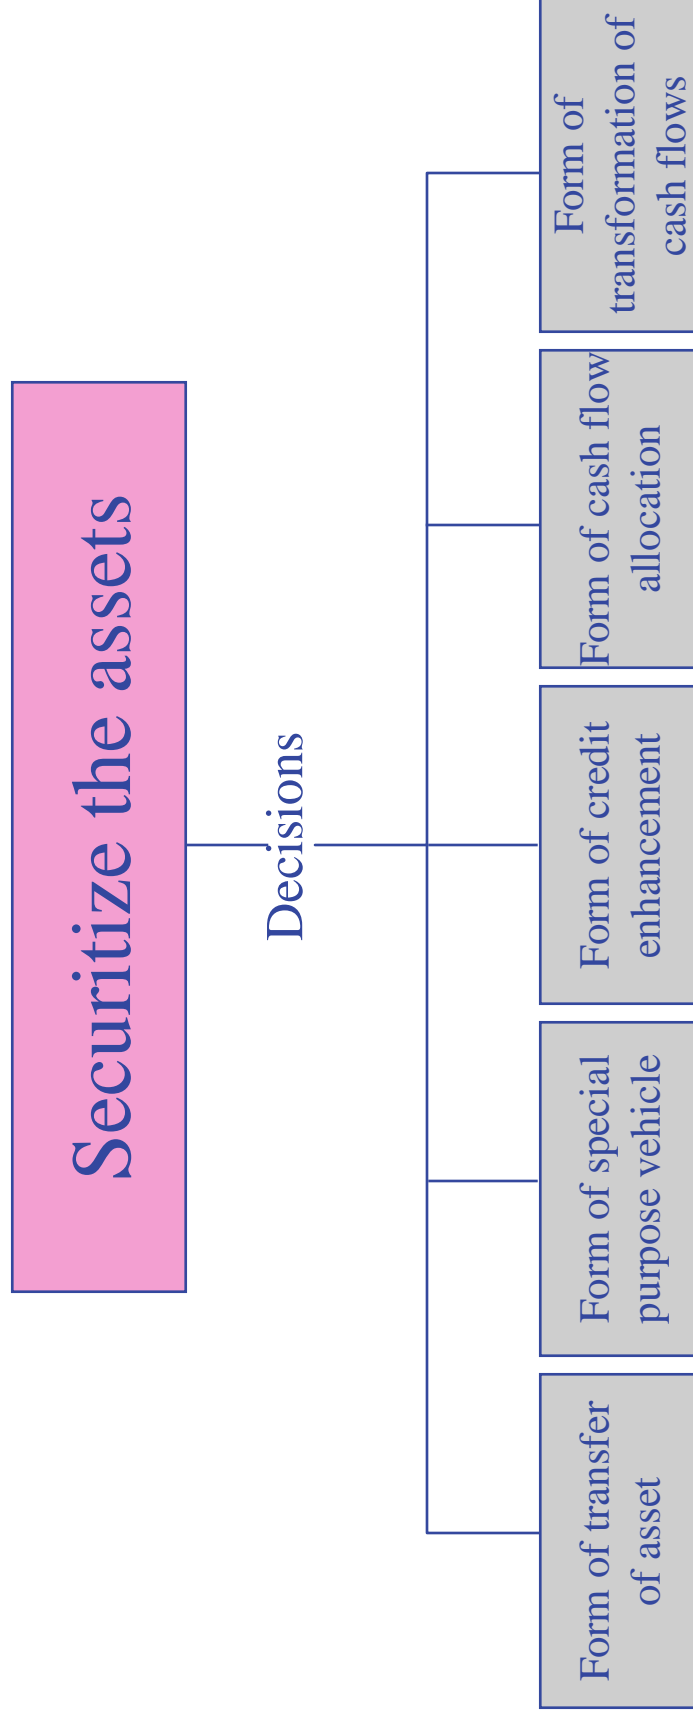 Securitize the assets
Decisions
Form of transfer
of asset
Form of special
purpose vehicle
Form of credit
enhancement
Form of cash flow
allocation
Form of
transformation of
cash flows